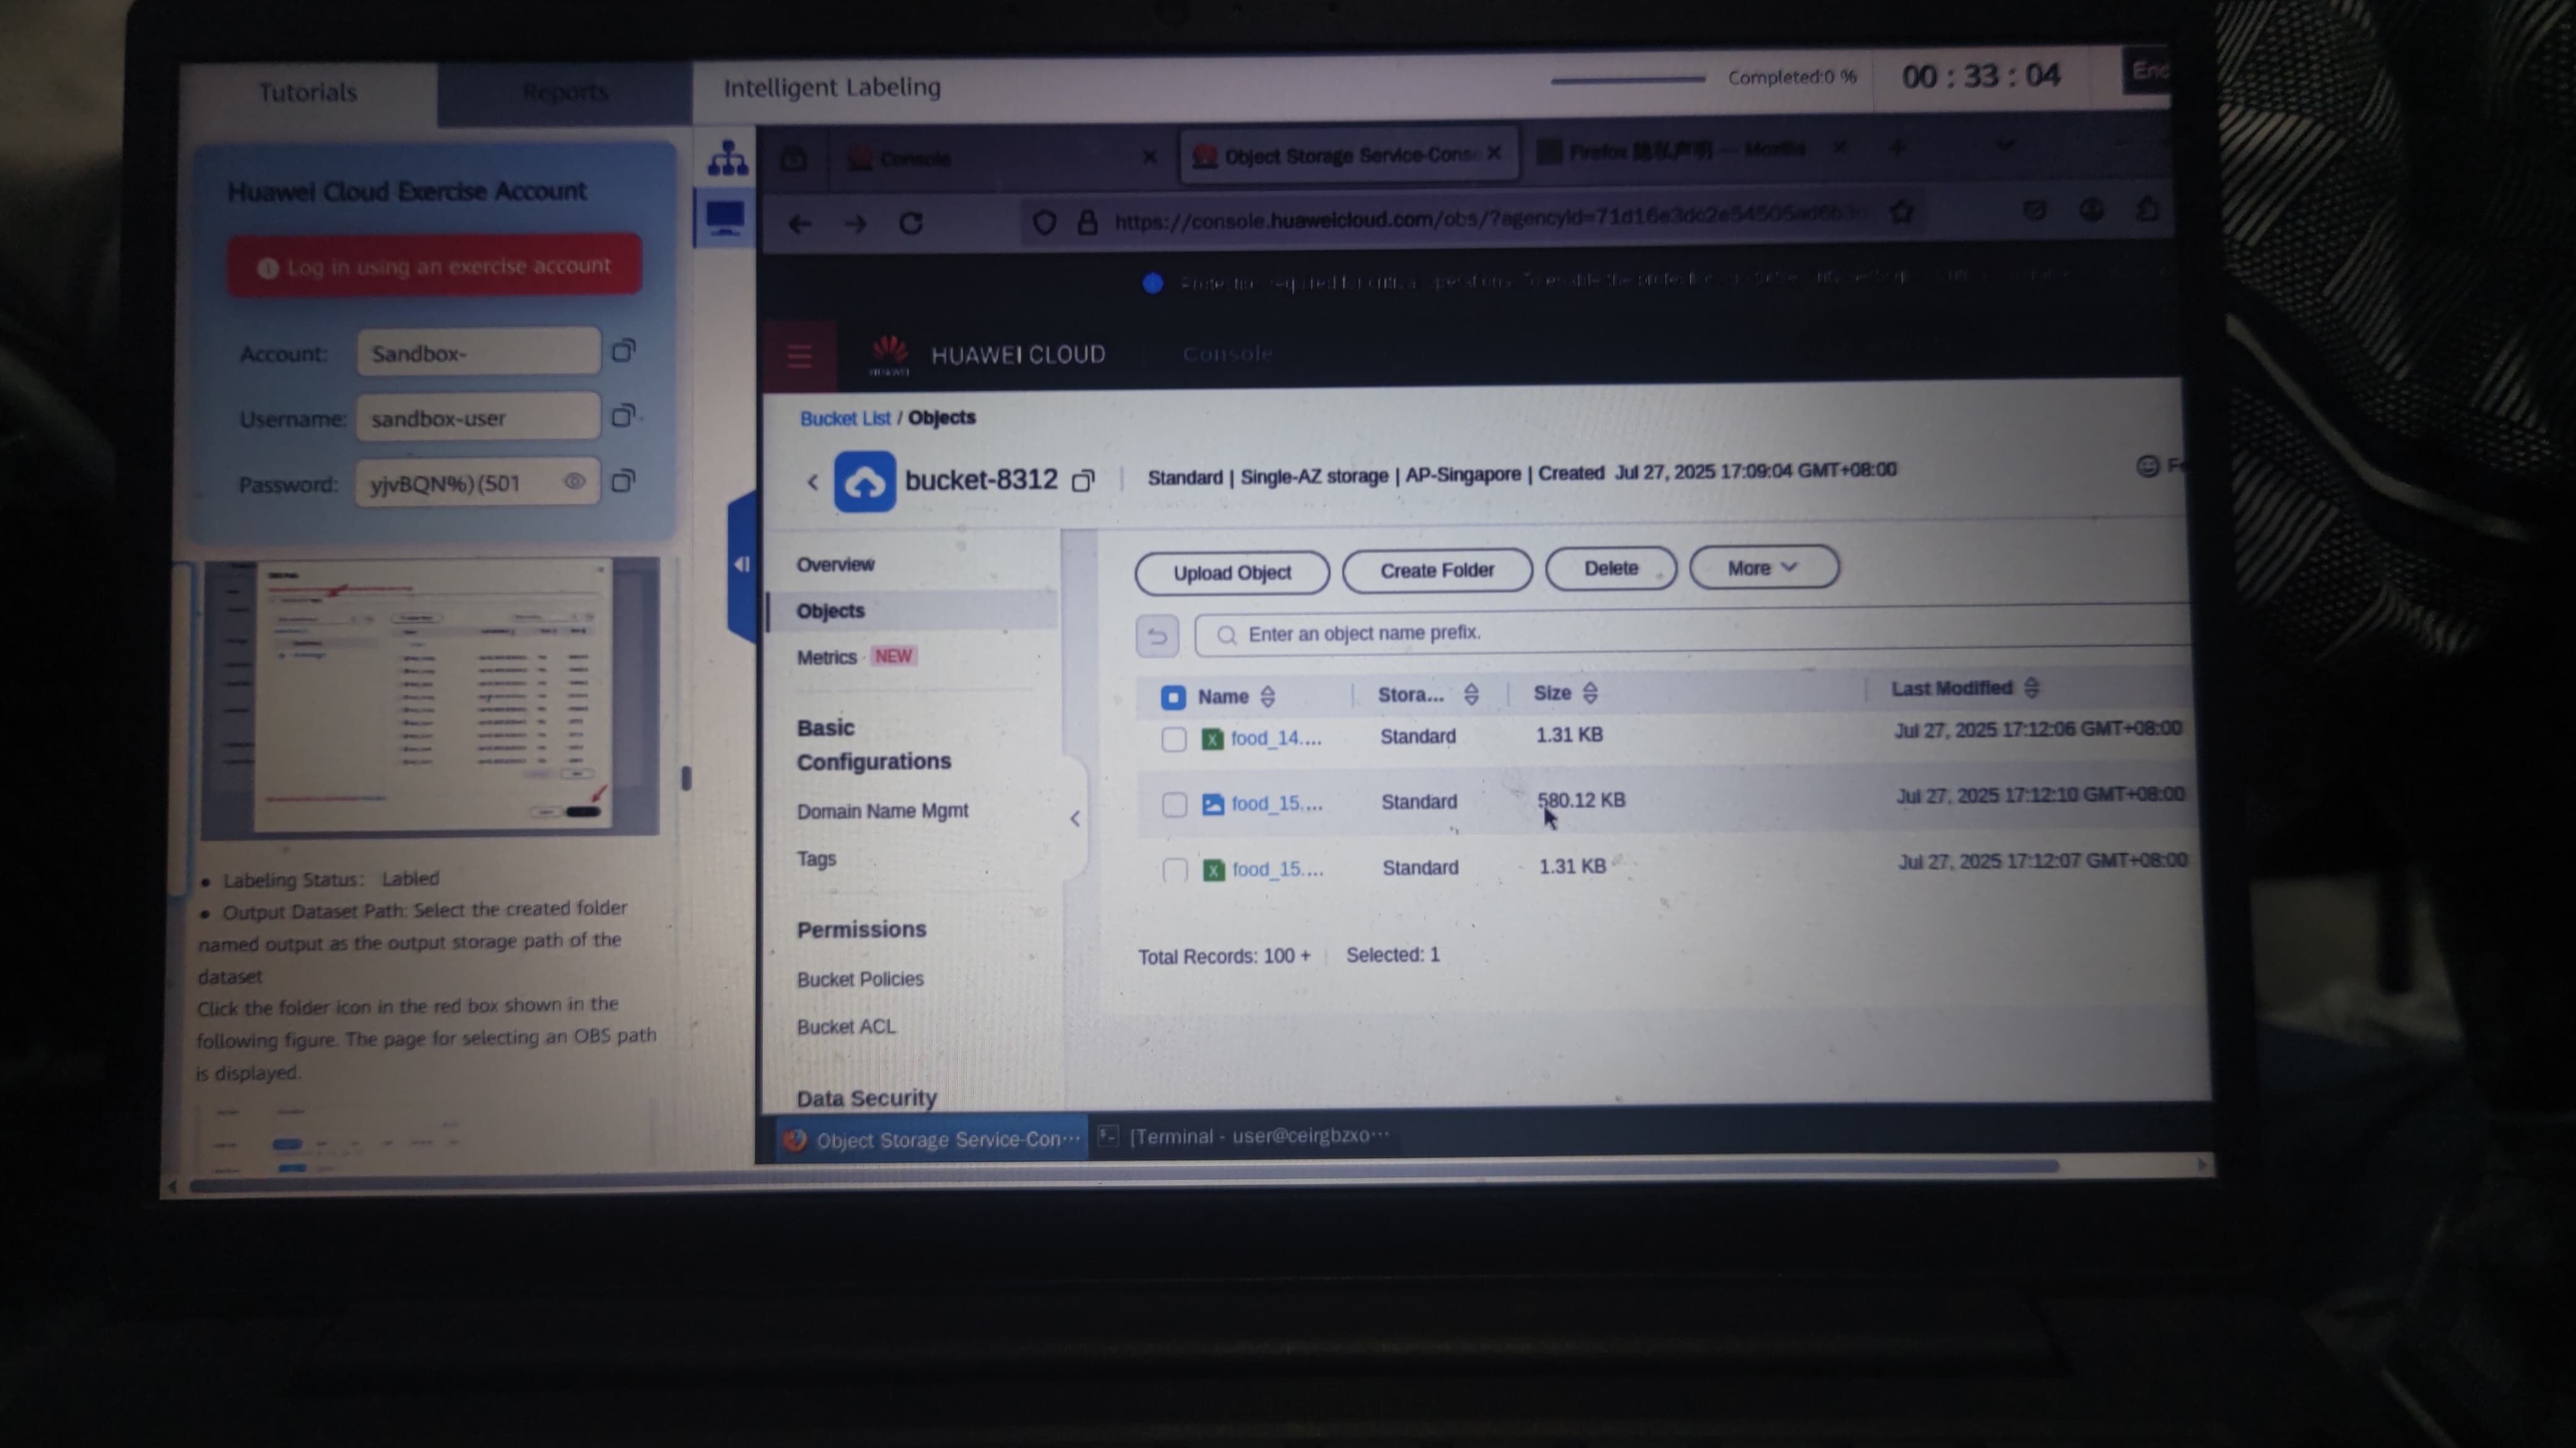 Tutorials
Reports
Intelligent Labeling
Completed:0 %
00 : 33 : 04
Huawei Cloud Exercise Account
Log in using an exercise account
Account: Sandbox-
Username: sandbox-user
Password: yjvBQN%)(501
Labeling Status: Labled
Output Dataset Path: Select the created folder
named output as the output storage path of the
dataset
Click the folder icon in the red box shown in the
following figure. The page for selecting an OBS path
is displayed.
Console
Object Storage Service-Cons
Firefox
Mozilla
https://console.huaweicloud.com/obs/?agencyId=71d16e3dc2e54505ad6b3
HUAWEI
HUAWEI CLOUD
Console
Bucket List / Objects
bucket-8312
Standard | Single-AZ storage | AP-Singapore | Created Jul 27, 2025 17:09:04 GMT+08:00
Overview
Objects
Metrics NEW
Basic
Configurations
Domain Name Mgmt
Tags
Permissions
Bucket Policies
Bucket ACL
Data Security
Upload Object
Create Folder
Delete
More
Enter an object name prefix.
Name Stora... Size Last Modified
food_14.... Standard 1.31 KB Jul 27, 2025 17:12:06 GMT+08:00
food_15.... Standard 580.12 KB Jul 27, 2025 17:12:10 GMT+08:00
food_15.... Standard 1.31 KB Jul 27, 2025 17:12:07 GMT+08:00
Total Records: 100 + Selected: 1
Object Storage Service-Con···
[Terminal - user@ceirgbzxo···